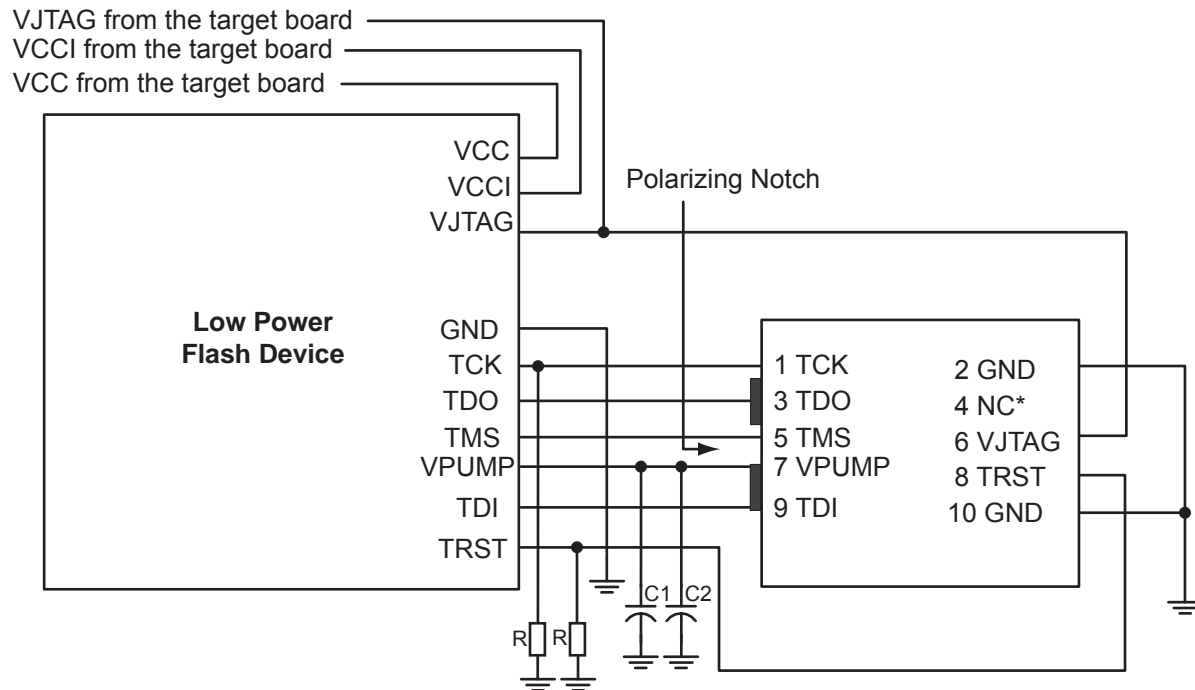 VJTAG from the target board
VCCI from the target board
VCC from the target board
VCC
VCCI
VJTAG
Polarizing Notch
Low Power
Flash Device
GND
TCK
TDO
TMS
VPUMP
TDI
TRST
1 TCK
3 TDO
5 TMS
7 VPUMP
9 TDI
2 GND
4 NC*
6 VJTAG
8 TRST
10 GND
C1
C2
R
R